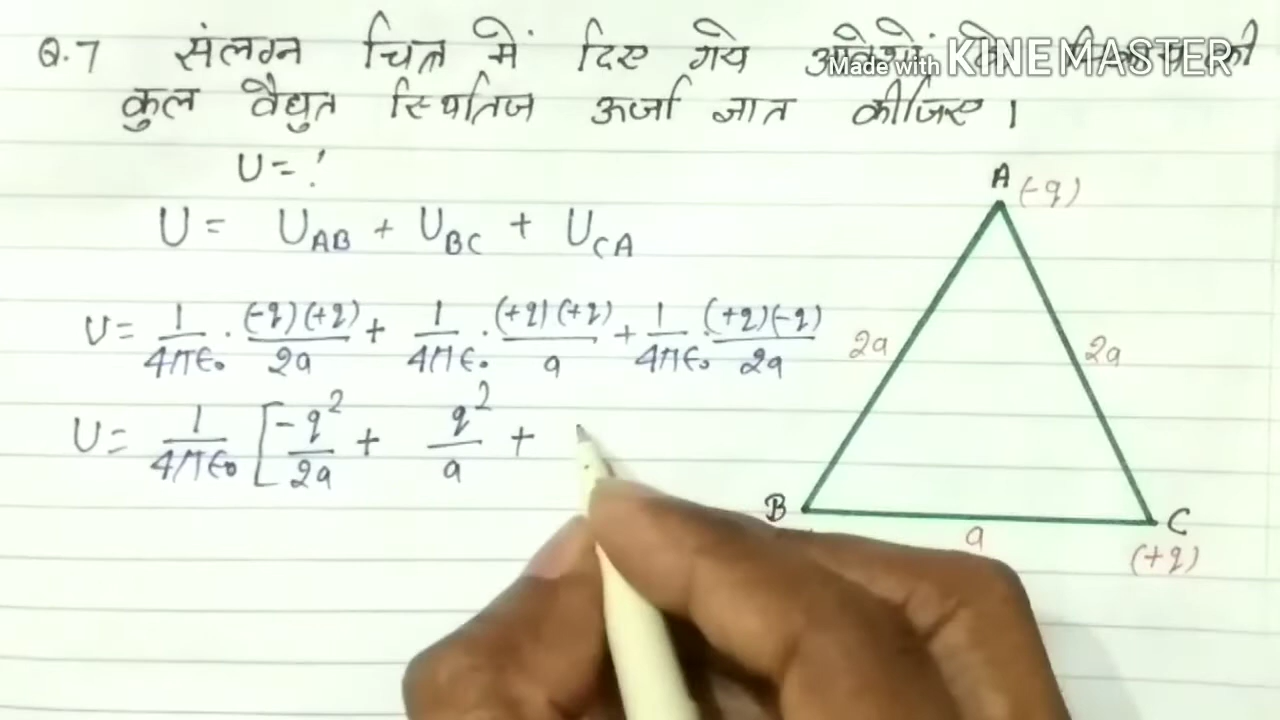 Q.7 संलग्न चित्र में दिए गये की
Made with KINEMASTER
कुल वैद्युत स्थितिज ऊर्जा ज्ञात कीजिए।
U = ?
U = U_AB + U_BC + U_CA
U = 1/4πε₀ · (-q)(+q)/2a + 1/4πε₀ · (+q)(+q)/a + 1/4πε₀ (+q)(-q)/2a
U = 1/4πε₀ [-q²/2a + q²/a +
A (-q)
2a
2a
B
C
a
(+q)